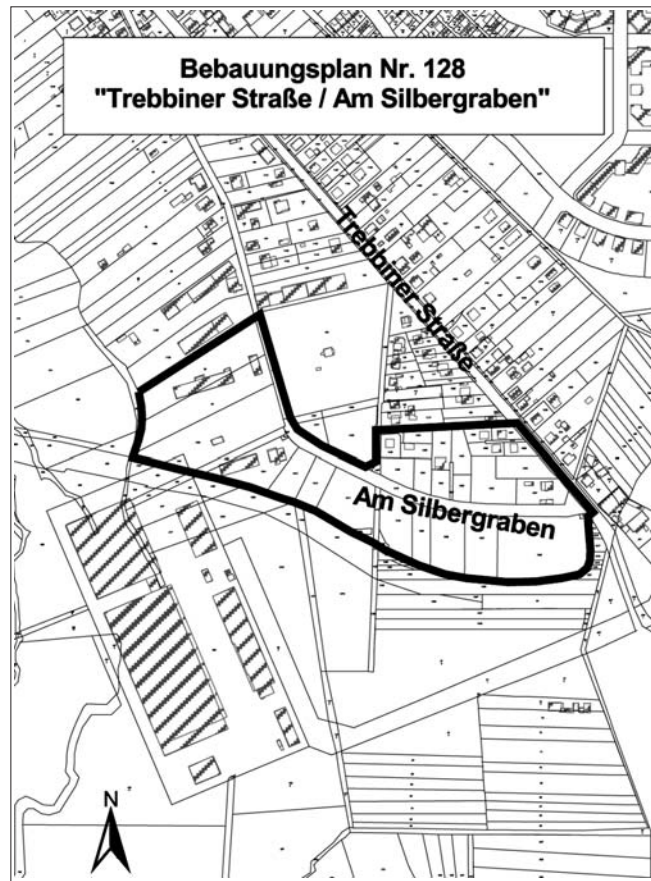 Bebauungsplan Nr. 128
"Trebbiner Straße / Am Silbergraben"
Trebbiner Straße
Am Silbergraben
N